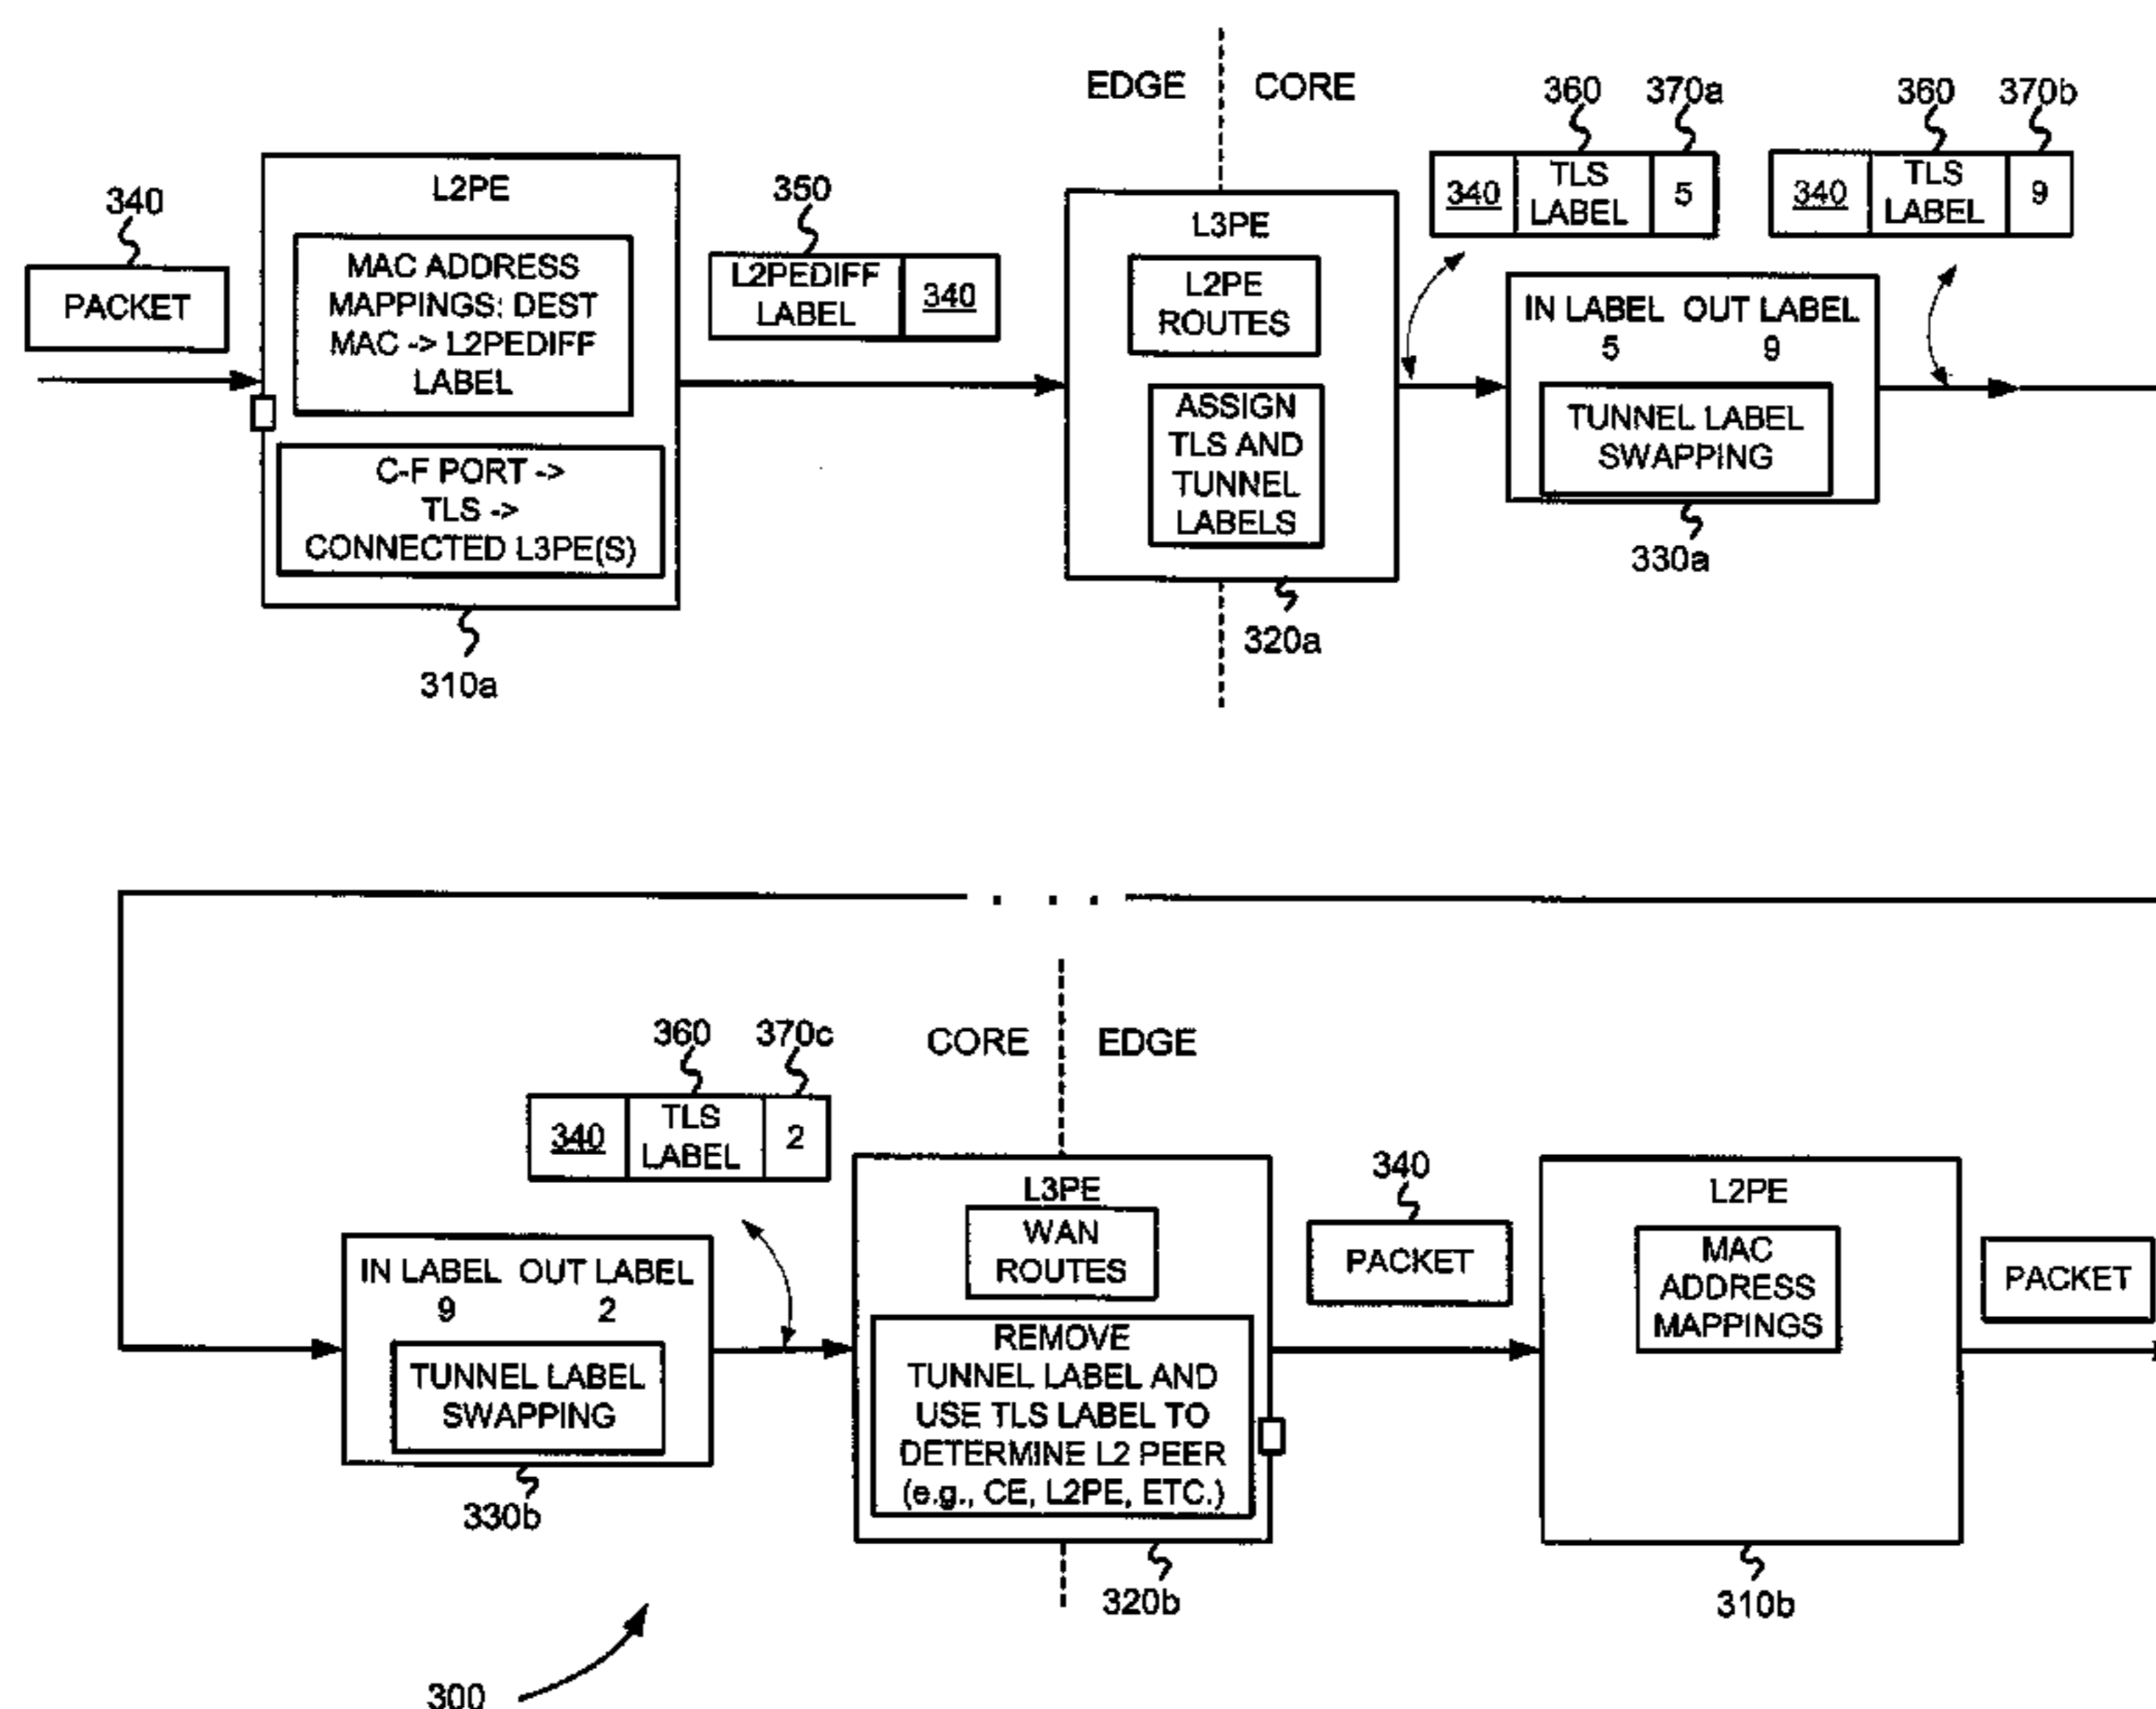 EDGE CORE
340
PACKET
L2PE
MAC ADDRESS
MAPPINGS: DEST
MAC -> L2PEDIFF
LABEL
C-F PORT ->
TLS ->
CONNECTED L3PE(S)
310a
350
L2PEDIFF
LABEL
340
L3PE
L2PE
ROUTES
ASSIGN
TLS AND
TUNNEL
LABELS
320a
360 370a
340 TLS
LABEL 5
360 370b
340 TLS
LABEL 9
IN LABEL OUT LABEL
5 9
TUNNEL LABEL
SWAPPING
330a
. . .
CORE EDGE
360 370c
340 TLS
LABEL 2
IN LABEL OUT LABEL
9 2
TUNNEL LABEL
SWAPPING
330b
L3PE
WAN
ROUTES
REMOVE
TUNNEL LABEL AND
USE TLS LABEL TO
DETERMINE L2 PEER
(e.g., CE, L2PE, ETC.)
320b
340
PACKET
L2PE
MAC
ADDRESS
MAPPINGS
310b
PACKET
300